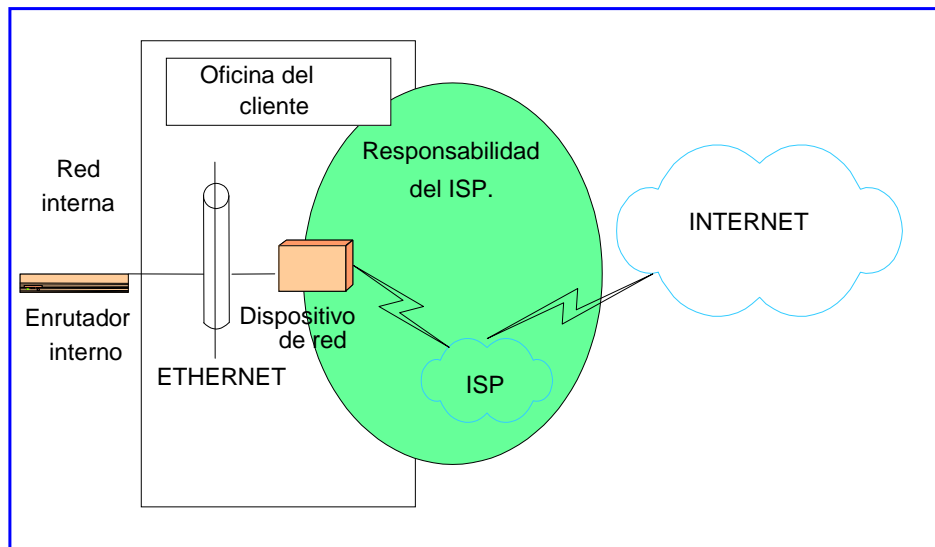 Oficina del
cliente
Responsabilidad
del ISP.
Red
interna
INTERNET
Enrutador
interno
Dispositivo
de red
ETHERNET
ISP